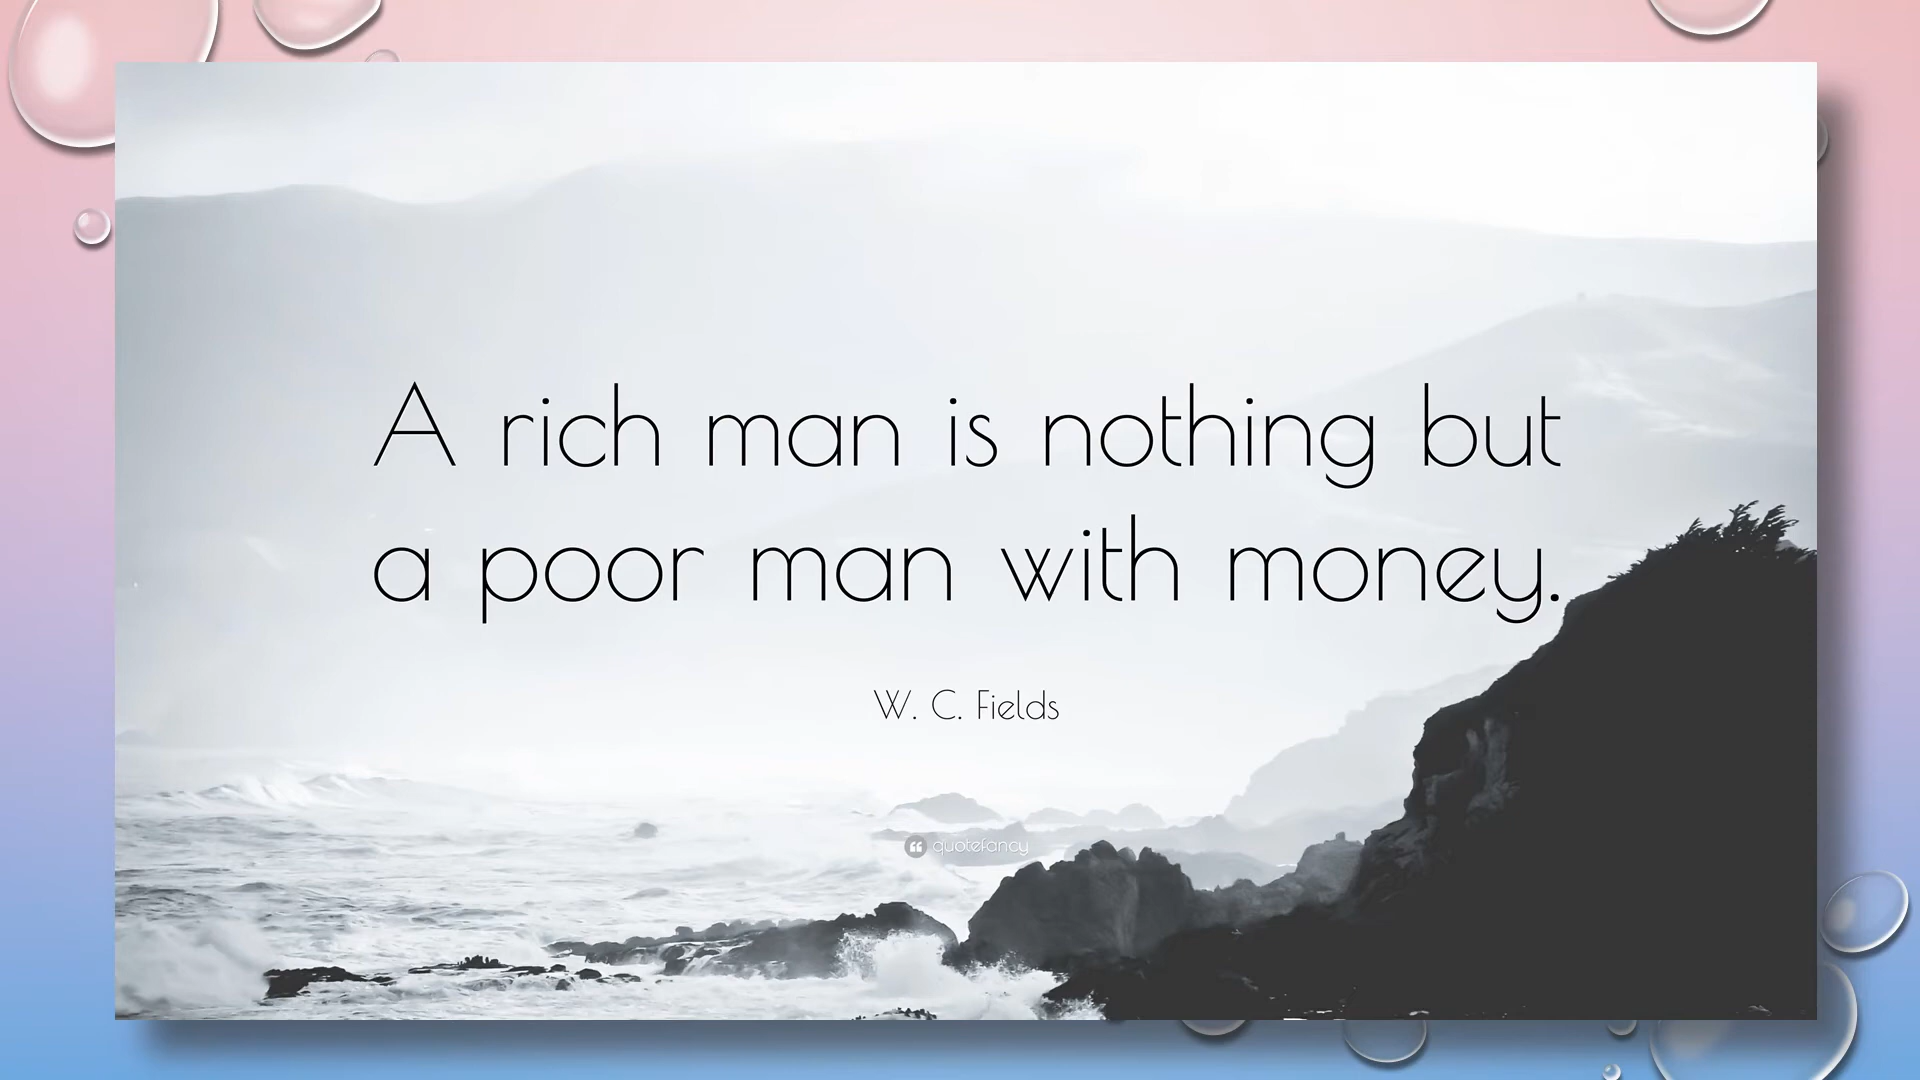 A rich man is nothing but
a poor man with money.
W. C. Fields
quotefancy